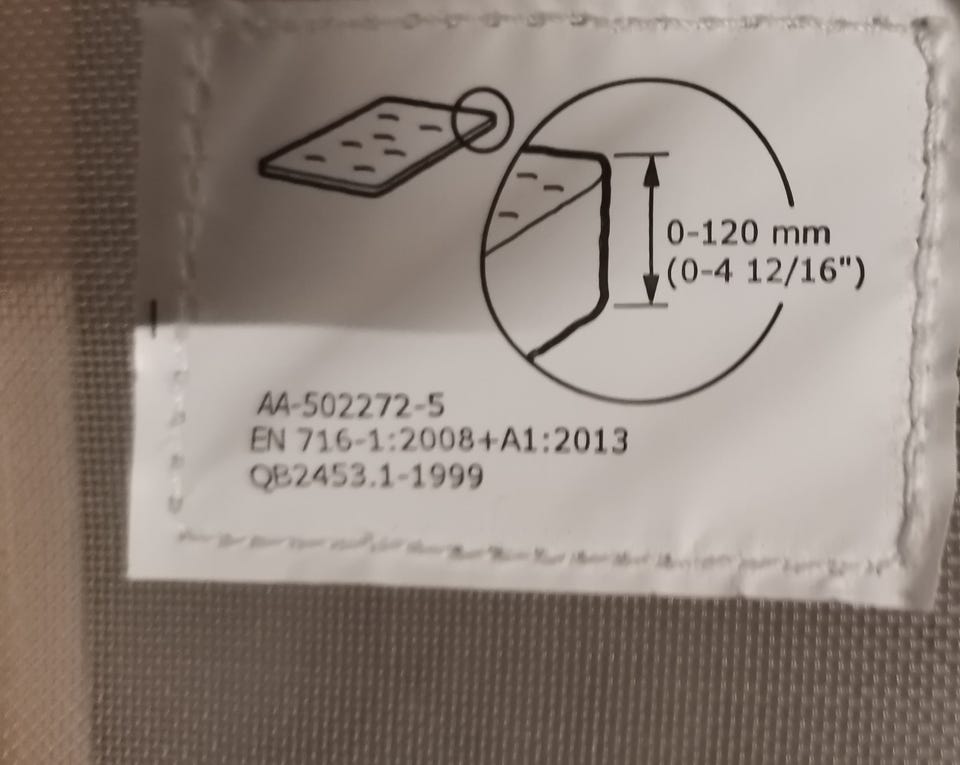 0-120 mm
(0-4 12/16")
AA-502272-5
EN 716-1:2008+A1:2013
QB2453.1-1999